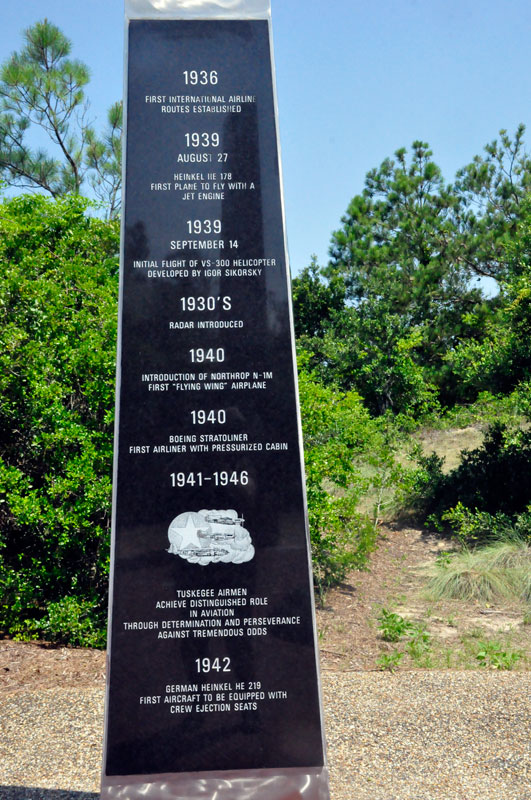 1936
FIRST INTERNATIONAL AIRLINE
ROUTES ESTABLISHED
1939
AUGUST 27
HEINKEL HE 178
FIRST PLANE TO FLY WITH A
JET ENGINE
1939
SEPTEMBER 14
INITIAL FLIGHT OF VS-300 HELICOPTER
DEVELOPED BY IGOR SIKORSKY
1930'S
RADAR INTRODUCED
1940
INTRODUCTION OF NORTHROP N-1M
FIRST "FLYING WING" AIRPLANE
1940
BOEING STRATOLINER
FIRST AIRLINER WITH PRESSURIZED CABIN
1941-1946
TUSKEGEE AIRMEN
ACHIEVE DISTINGUISHED ROLE
IN AVIATION
THROUGH DETERMINATION AND PERSEVERANCE
AGAINST TREMENDOUS ODDS
1942
GERMAN HEINKEL HE 219
FIRST AIRCRAFT TO BE EQUIPPED WITH
CREW EJECTION SEATS